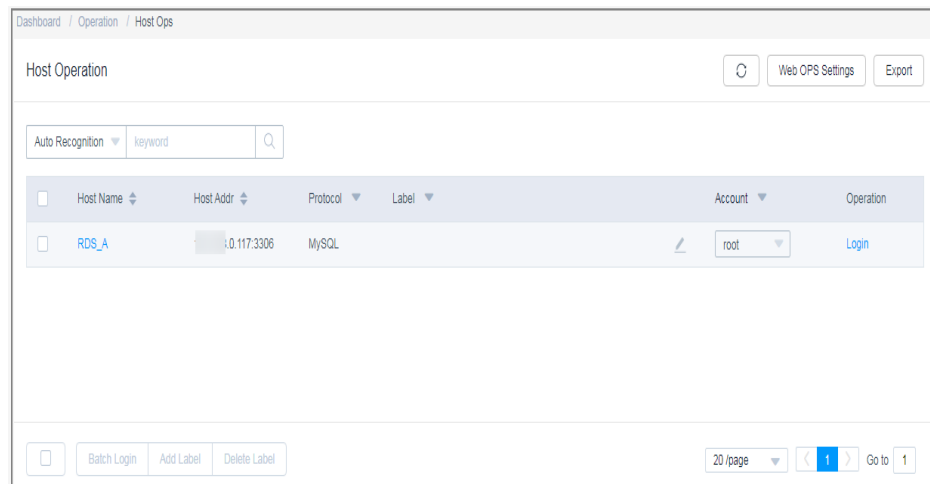 Dashboard / Operation / Host Ops
Host Operation
Web OPS Settings
Export
Auto Recognition
keyword
Host Name Host Addr Protocol Label Account Operation
RDS_A .0.117:3306 MySQL root Login
Batch Login Add Label Delete Label
20 /page 1 Go to 1